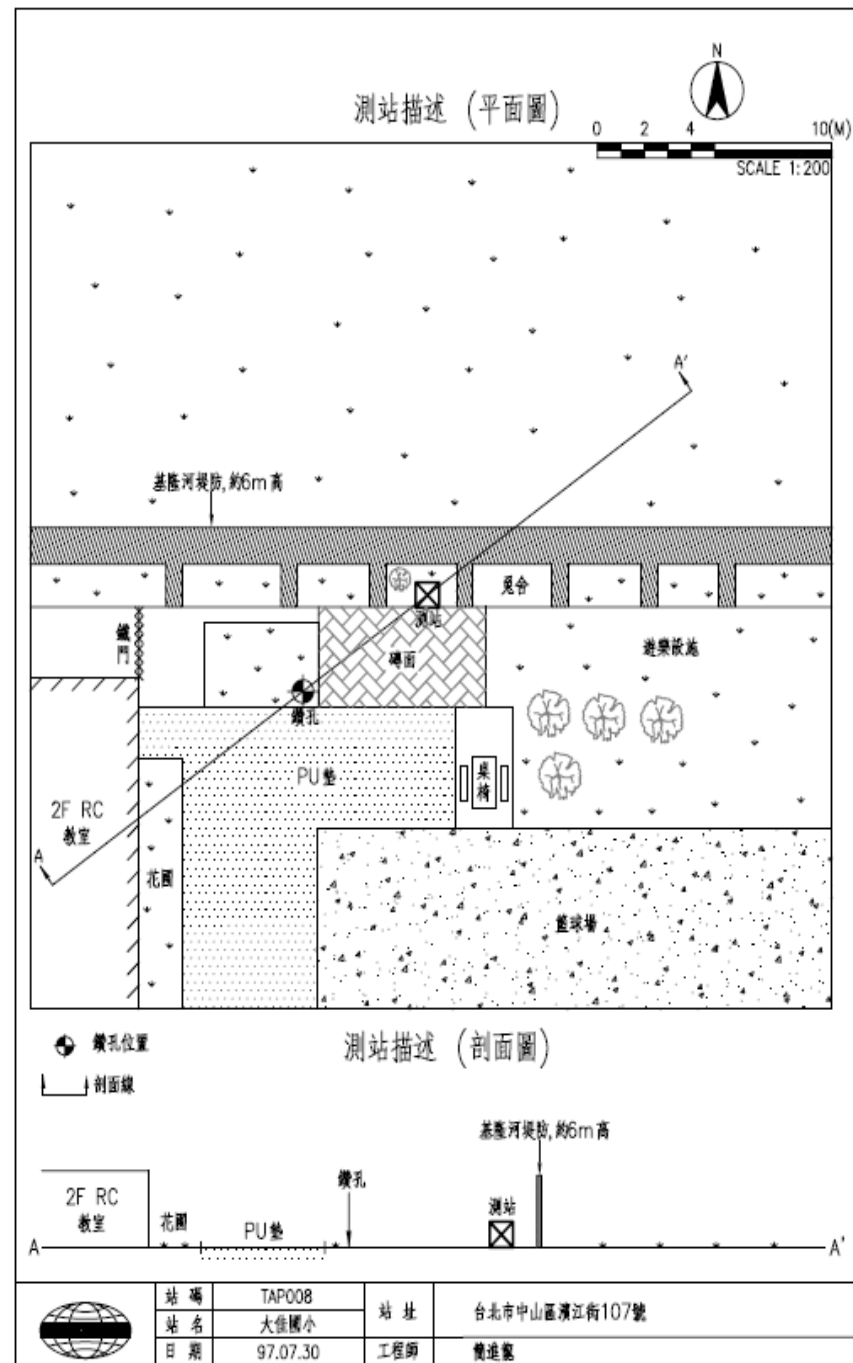 N
測站描述 (平面圖)
0 2 4 10(M)
SCALE 1:200
A'
基隆河堤防,約6m高
兔舍
測站
鐵門
磚面
遊樂設施
鑽孔
PU墊
桌椅
2F RC
教室
A
花圃
籃球場
鑽孔位置
測站描述 (剖面圖)
剖面線
基隆河堤防,約6m高
鑽孔
2F RC
教室
測站
花圃
PU墊
A
A'
站碼 TAP008
站名 大佳國小
日期 97.07.30
站址 台北市中山區濱江街107號
工程師 簡進龍